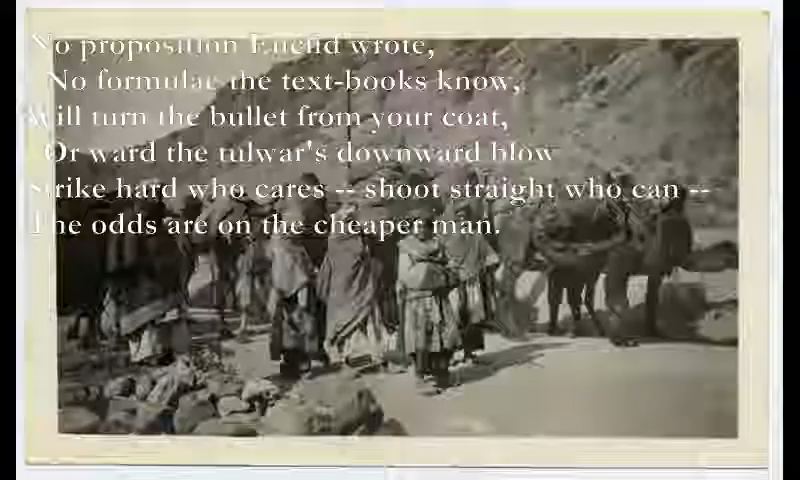 No proposition Euclid wrote,
No formulae the text-books know,
Will turn the bullet from your coat,
Or ward the tulwar's downward blow
Strike hard who cares -- shoot straight who can --
The odds are on the cheaper man.